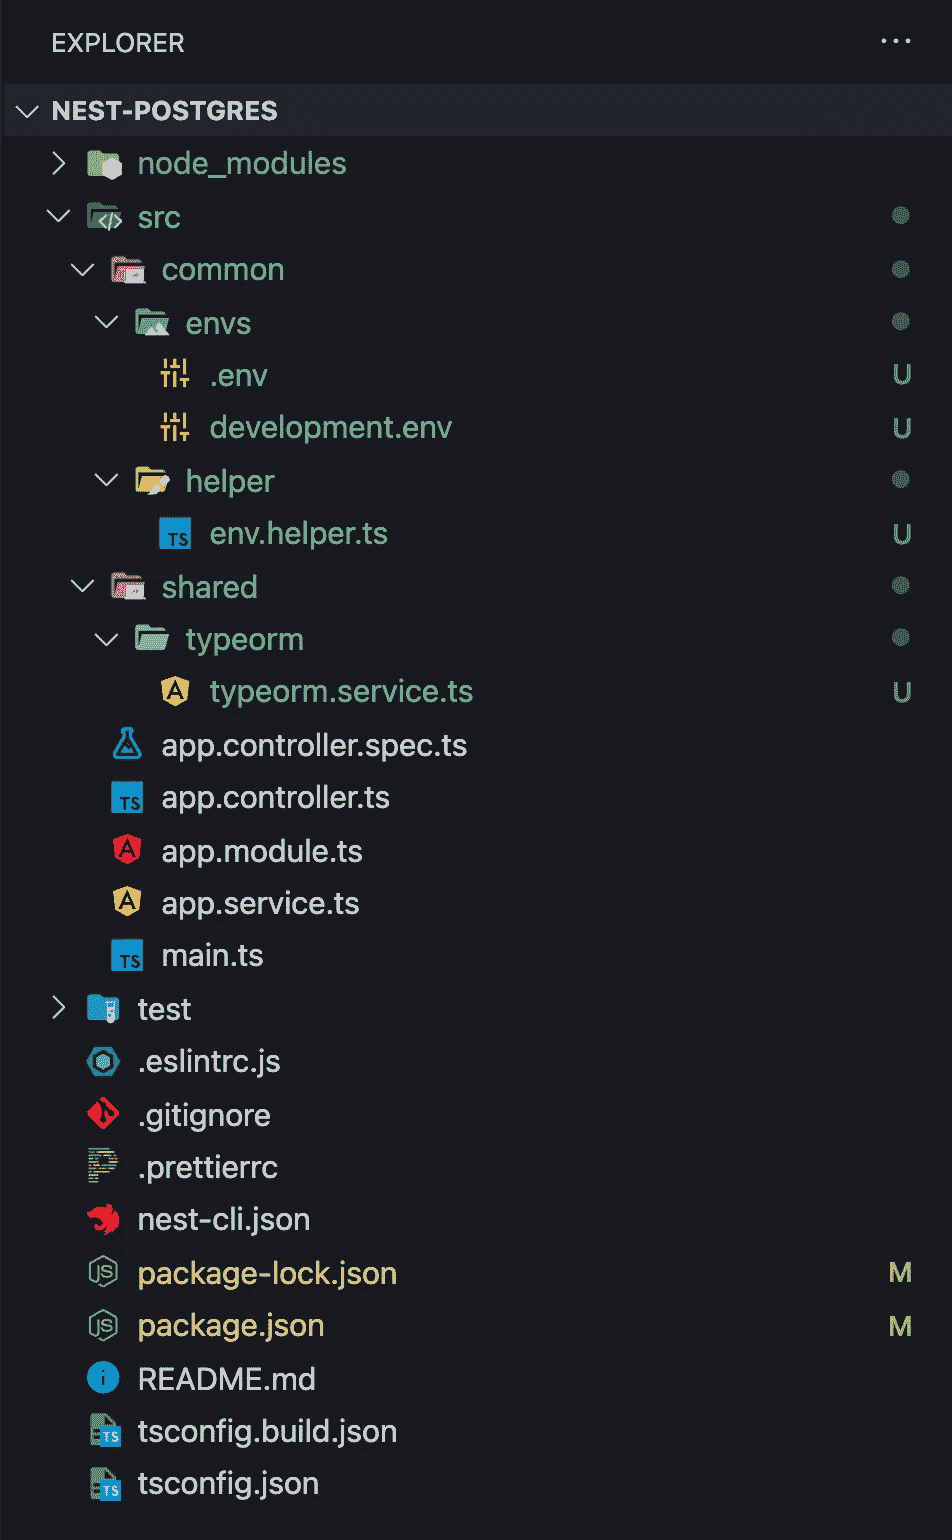 EXPLORER ...
NEST-POSTGRES
node_modules
src
common
envs
.env U
development.env U
helper
TS env.helper.ts U
shared
typeorm
A typeorm.service.ts U
app.controller.spec.ts
TS app.controller.ts
A app.module.ts
A app.service.ts
TS main.ts
test
.eslintrc.js
.gitignore
.prettierrc
nest-cli.json
JS package-lock.json M
JS package.json M
i README.md
TS tsconfig.build.json
TS tsconfig.json